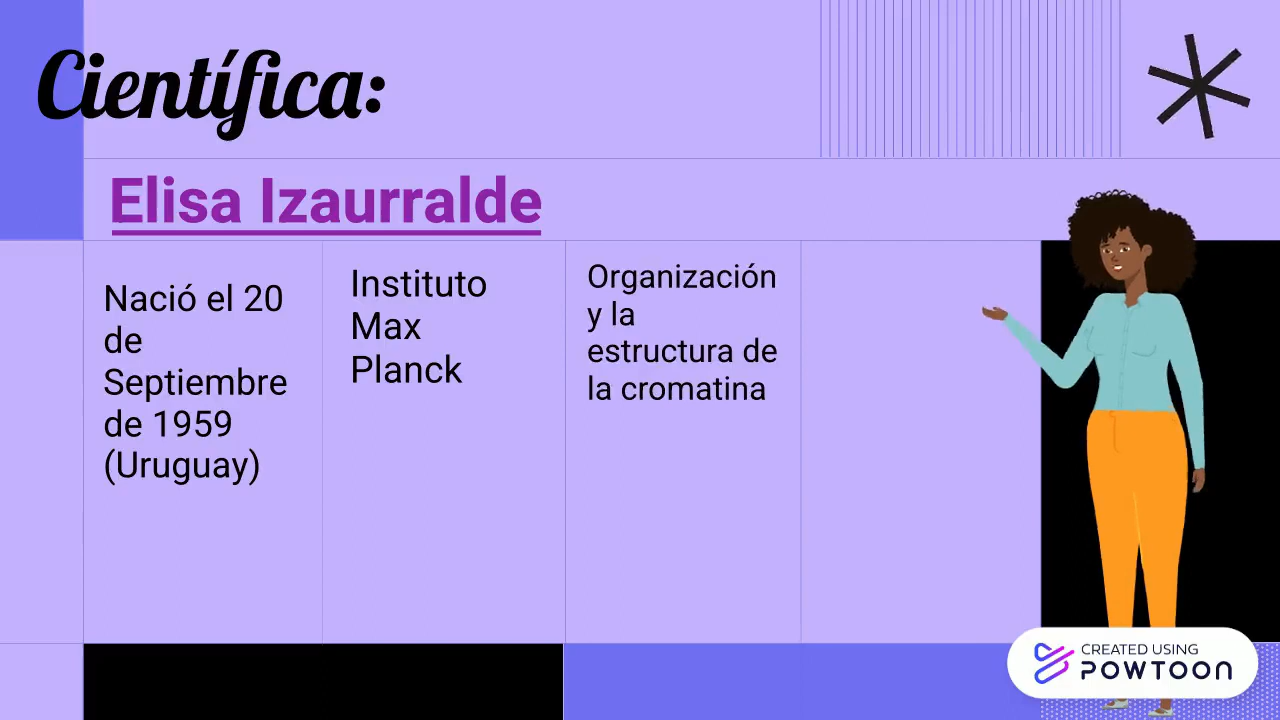 Científica:
Elisa Izaurralde
Nació el 20
de
Septiembre
de 1959
(Uruguay)
Instituto
Max
Planck
Organización
y la
estructura de
la cromatina
CREATED USING
POWTOON